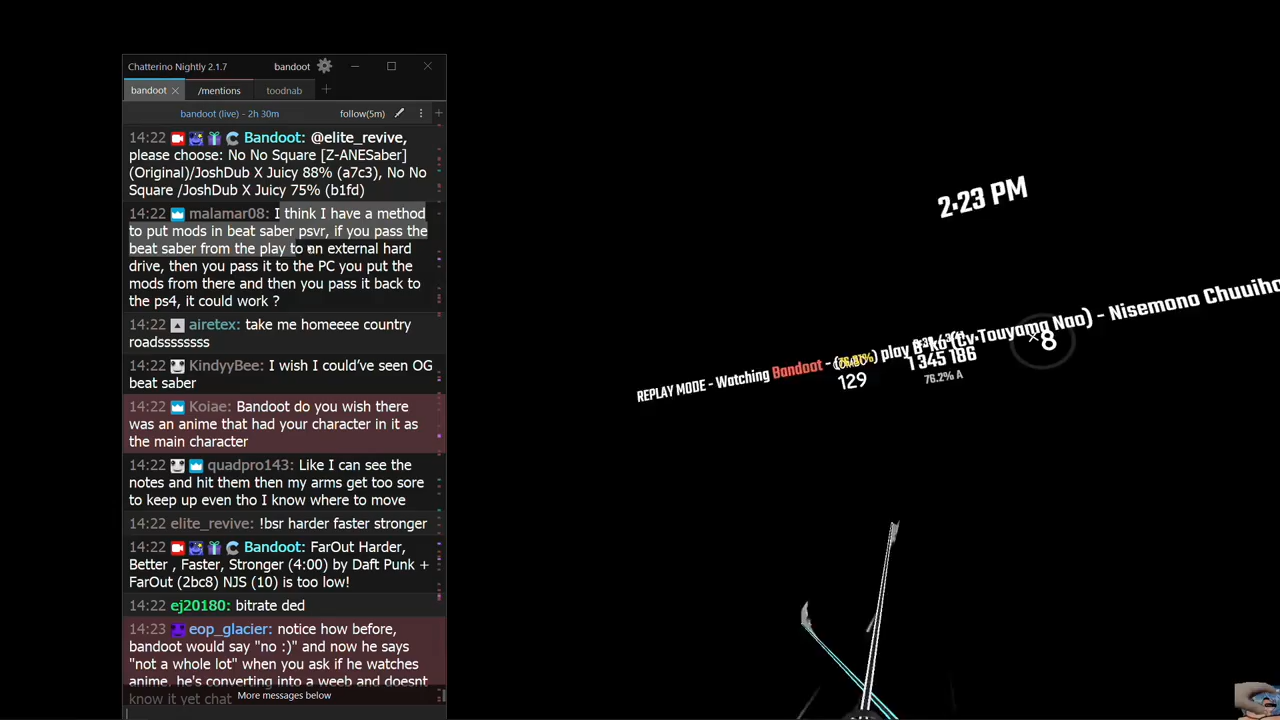 Chatterino Nightly 2.1.7
bandoot
bandoot
/mentions
toodnab
bandoot (live) - 2h 30m
follow(5m)
14:22 Bandoot: @elite_revive,
please choose: No No Square [Z-ANESaber]
(Original)/JoshDub X Juicy 88% (a7c3), No No
Square /JoshDub X Juicy 75% (b1fd)
14:22 malamar08: I think I have a method
to put mods in beat saber psvr, if you pass the
beat saber from the play to an external hard
drive, then you pass it to the PC you put the
mods from there and then you pass it back to
the ps4, it could work ?
14:22 airetex: take me homeeee country
roadssssssss
14:22 KindyyBee: I wish I could've seen OG
beat saber
14:22 Koiae: Bandoot do you wish there
was an anime that had your character in it as
the main character
14:22 quadpro143: Like I can see the
notes and hit them then my arms get too sore
to keep up even tho I know where to move
14:22 elite_revive: !bsr harder faster stronger
14:22 Bandoot: FarOut Harder,
Better , Faster, Stronger (4:00) by Daft Punk +
FarOut (2bc8) NJS (10) is too low!
14:22 ej20180: bitrate ded
14:23 eop_glacier: notice how before,
bandoot would say "no :)" and now he says
"not a whole lot" when you ask if he watches
anime, he's converting into a weeb and doesnt
know it yet chat
More messages below
2:23 PM
REPLAY MODE - Watching Bandoot - play (Cv.Touyama Nao) - Nisemono Chuuiho
COMBO
129
1 345 186
76.2% A
×8